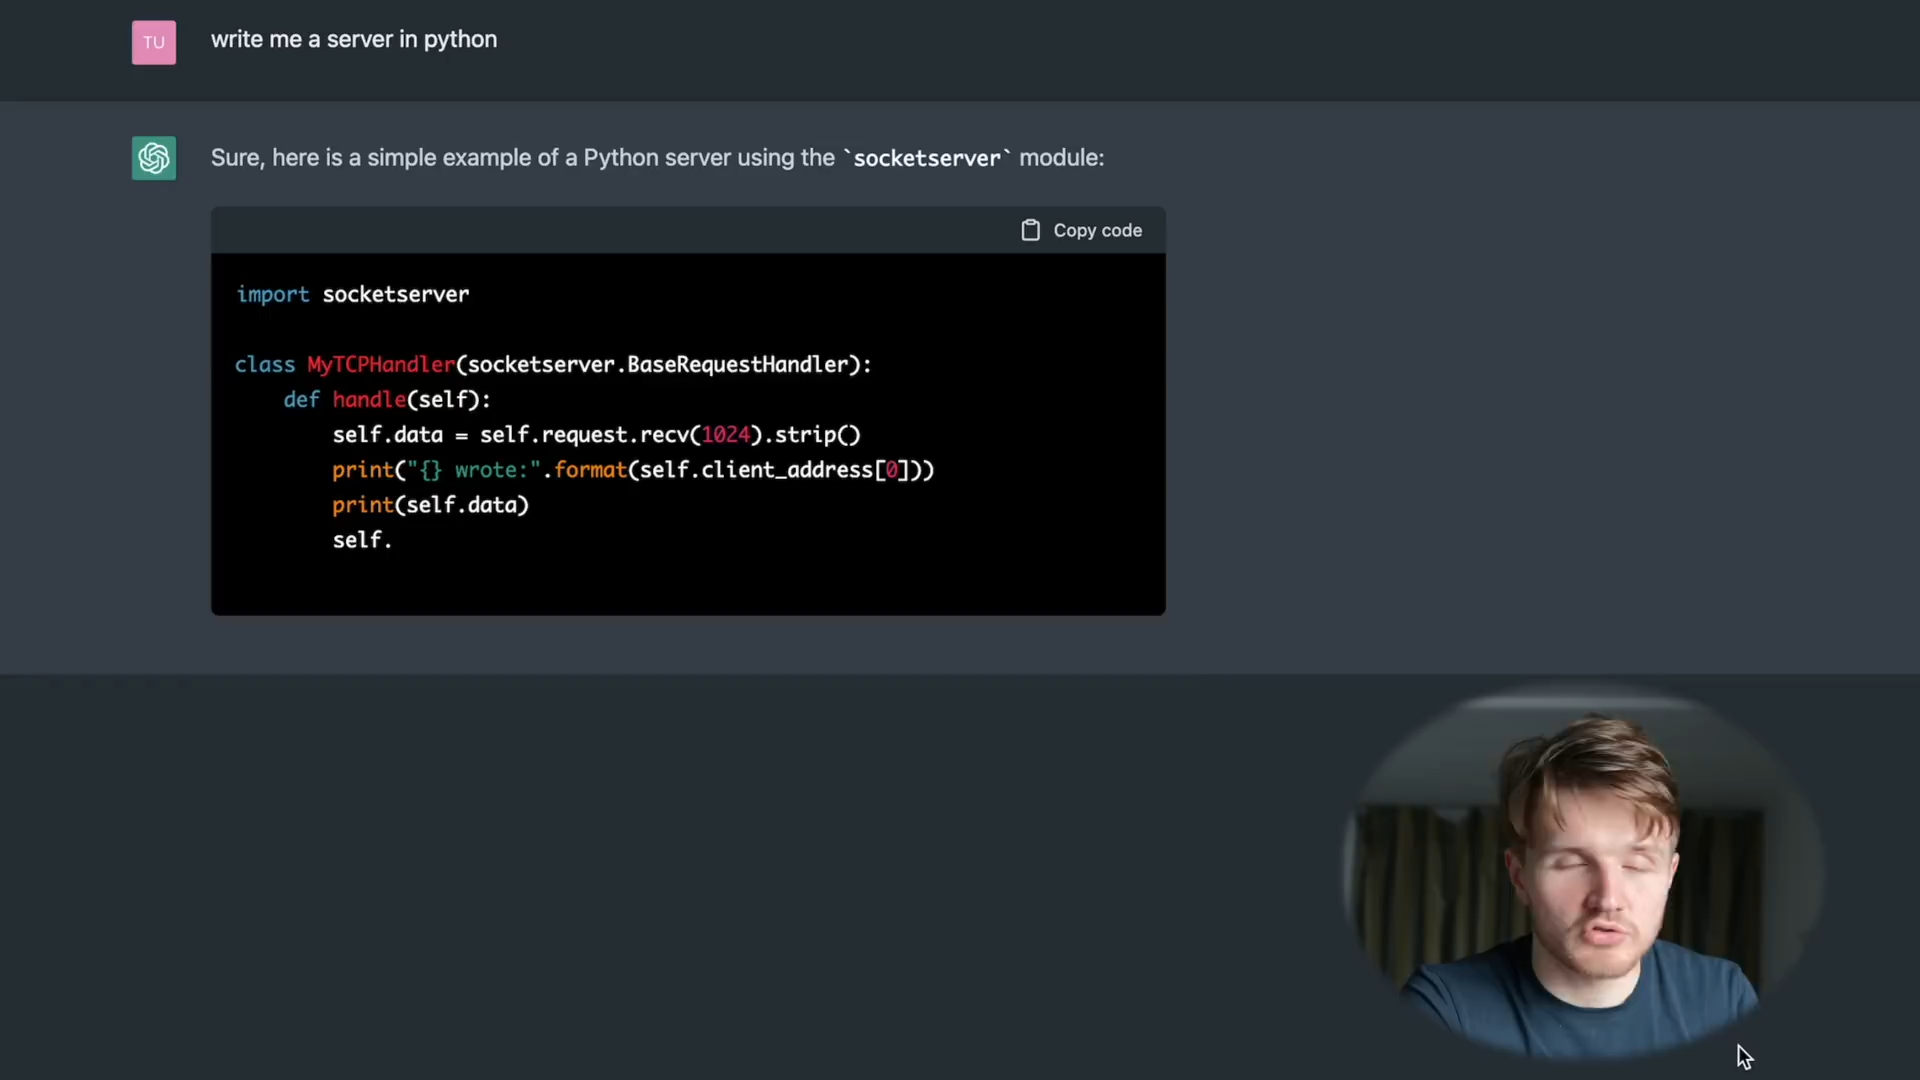 TU
write me a server in python
Sure, here is a simple example of a Python server using the `socketserver` module:
Copy code
import socketserver
class MyTCPHandler(socketserver.BaseRequestHandler):
def handle(self):
self.data = self.request.recv(1024).strip()
print("{} wrote:".format(self.client_address[0]))
print(self.data)
self.